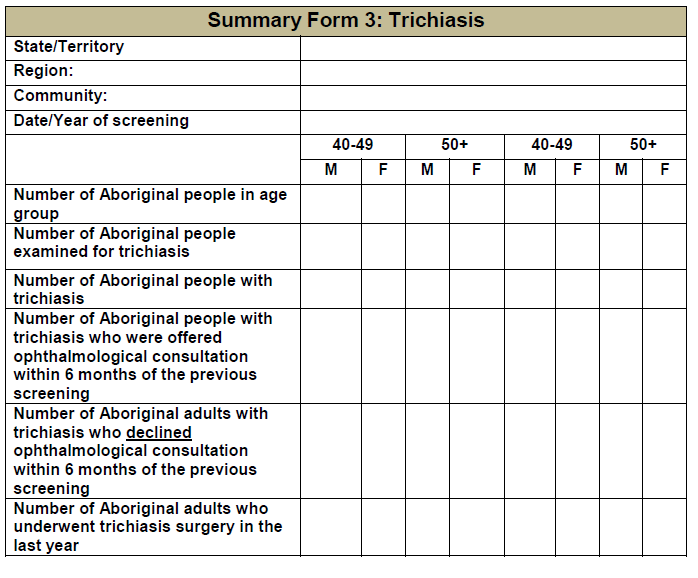 Summary Form 3: Trichiasis
State/Territory
Region:
Community:
Date/Year of screening
40-49 50+ 40-49 50+
M F M F M F M F
Number of Aboriginal people in age
group
Number of Aboriginal people
examined for trichiasis
Number of Aboriginal people with
trichiasis
Number of Aboriginal people with
trichiasis who were offered
ophthalmological consultation
within 6 months of the previous
screening
Number of Aboriginal adults with
trichiasis who declined
ophthalmological consultation
within 6 months of the previous
screening
Number of Aboriginal adults who
underwent trichiasis surgery in the
last year